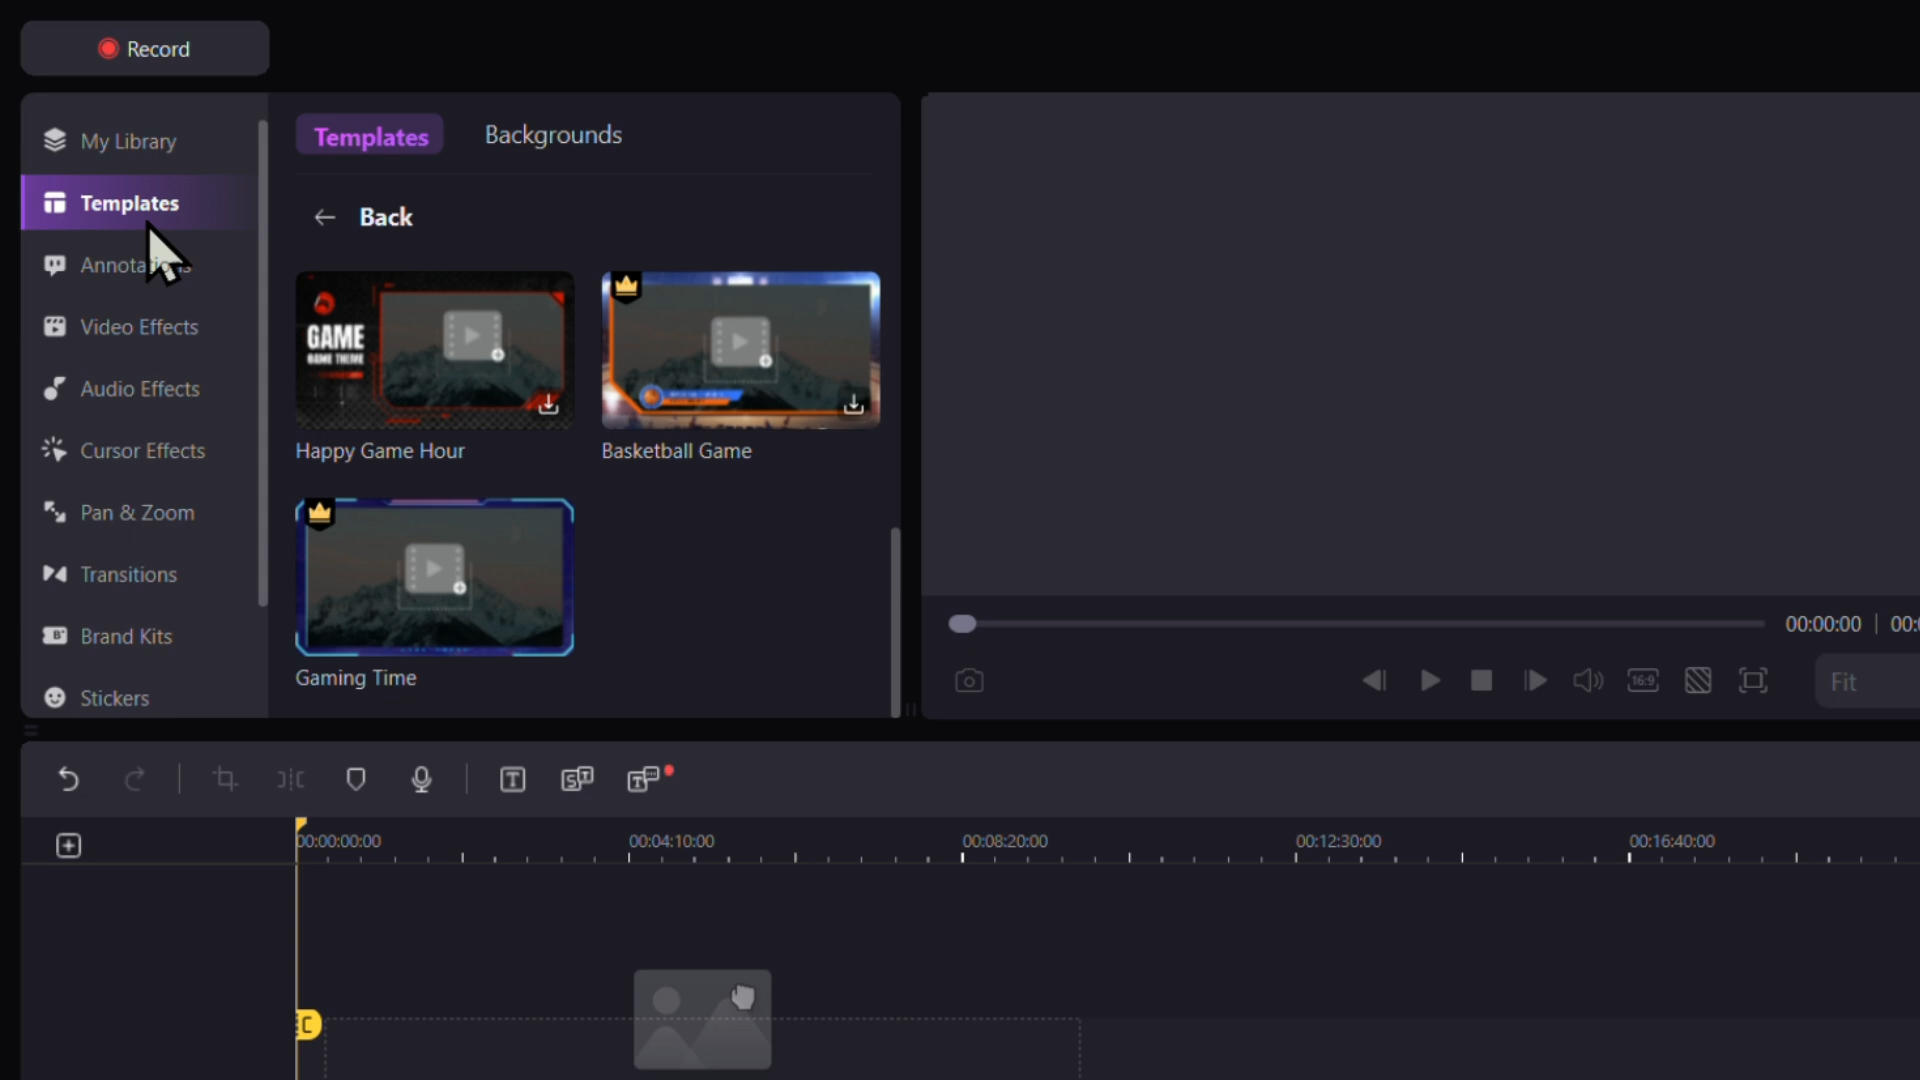 Record
My Library
Templates
Annotations
Video Effects
Audio Effects
Cursor Effects
Pan & Zoom
Transitions
Brand Kits
Stickers
Templates
Backgrounds
Back
GAME
GAME THEME
Happy Game Hour
Basketball Game
Gaming Time
00:00:00
16:9
Fit
00:00:00:00
00:04:10:00
00:08:20:00
00:12:30:00
00:16:40:00